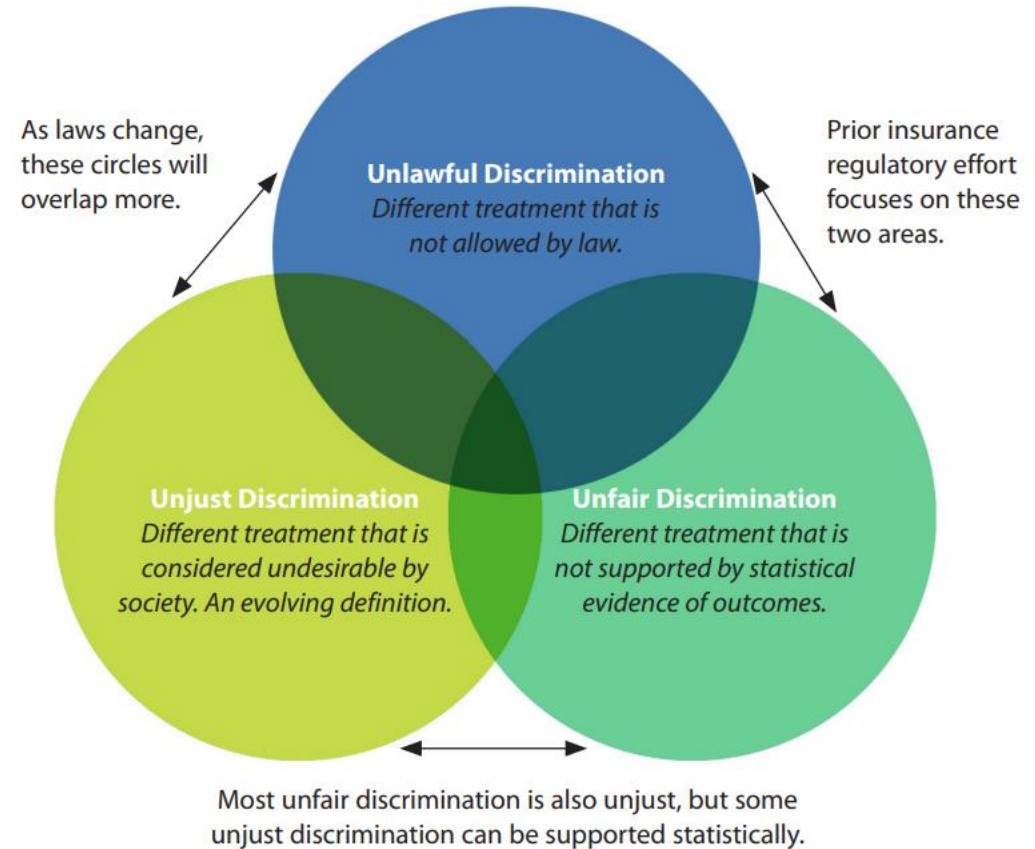 As laws change,
these circles will
overlap more.
Prior insurance
regulatory effort
focuses on these
two areas.
Unlawful Discrimination
Different treatment that is
not allowed by law.
Unjust Discrimination
Different treatment that is
considered undesirable by
society. An evolving definition.
Unfair Discrimination
Different treatment that is
not supported by statistical
evidence of outcomes.
Most unfair discrimination is also unjust, but some
unjust discrimination can be supported statistically.